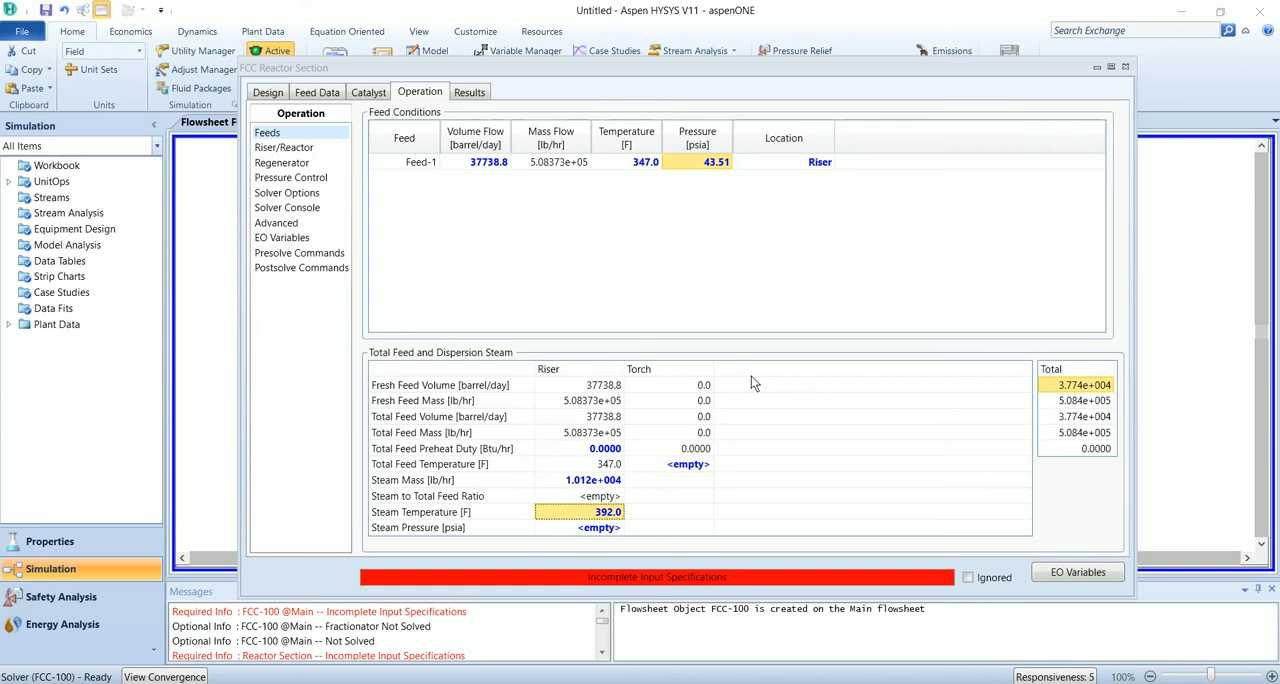 Untitled - Aspen HYSYS V11 - aspenONE
File Home Economics Dynamics Plant Data Equation Oriented View Customize Resources Search Exchange
Cut Field Utility Manager Active Model Variable Manager Case Studies Stream Analysis Pressure Relief Emissions
Copy Unit Sets Adjust Manager
Paste Fluid Packages
Clipboard Units Simulation
FCC Reactor Section
Simulation
Flowsheet F
All Items
Workbook
UnitOps
Streams
Stream Analysis
Equipment Design
Model Analysis
Data Tables
Strip Charts
Case Studies
Data Fits
Plant Data
Properties
Simulation
Safety Analysis
Energy Analysis
Design Feed Data Catalyst Operation Results
Operation
Feeds
Riser/Reactor
Regenerator
Pressure Control
Solver Options
Solver Console
Advanced
EO Variables
Presolve Commands
Postsolve Commands
Feed Conditions
Feed Volume Flow [barrel/day] Mass Flow [lb/hr] Temperature [F] Pressure [psia] Location
Feed-1 37738.8 5.08373e+05 347.0 43.51 Riser
Total Feed and Dispersion Steam
Riser Torch Total
Fresh Feed Volume [barrel/day] 37738.8 0.0 3.774e+004
Fresh Feed Mass [lb/hr] 5.08373e+05 0.0 5.084e+005
Total Feed Volume [barrel/day] 37738.8 0.0 3.774e+004
Total Feed Mass [lb/hr] 5.08373e+05 0.0 5.084e+005
Total Feed Preheat Duty [Btu/hr] 0.0000 0.0000 0.0000
Total Feed Temperature [F] 347.0 <empty>
Steam Mass [lb/hr] 1.012e+004
Steam to Total Feed Ratio <empty>
Steam Temperature [F] 392.0
Steam Pressure [psia] <empty>
Incomplete Input Specifications Ignored EO Variables
Messages
Required Info : FCC-100 @Main -- Incomplete Input Specifications
Optional Info : FCC-100 @Main -- Fractionator Not Solved
Optional Info : FCC-100 @Main -- Not Solved
Required Info : Reactor Section -- Incomplete Input Specifications
Flowsheet Object FCC-100 is created on the Main flowsheet
Solver (FCC-100) - Ready View Convergence Responsiveness: 5 100%